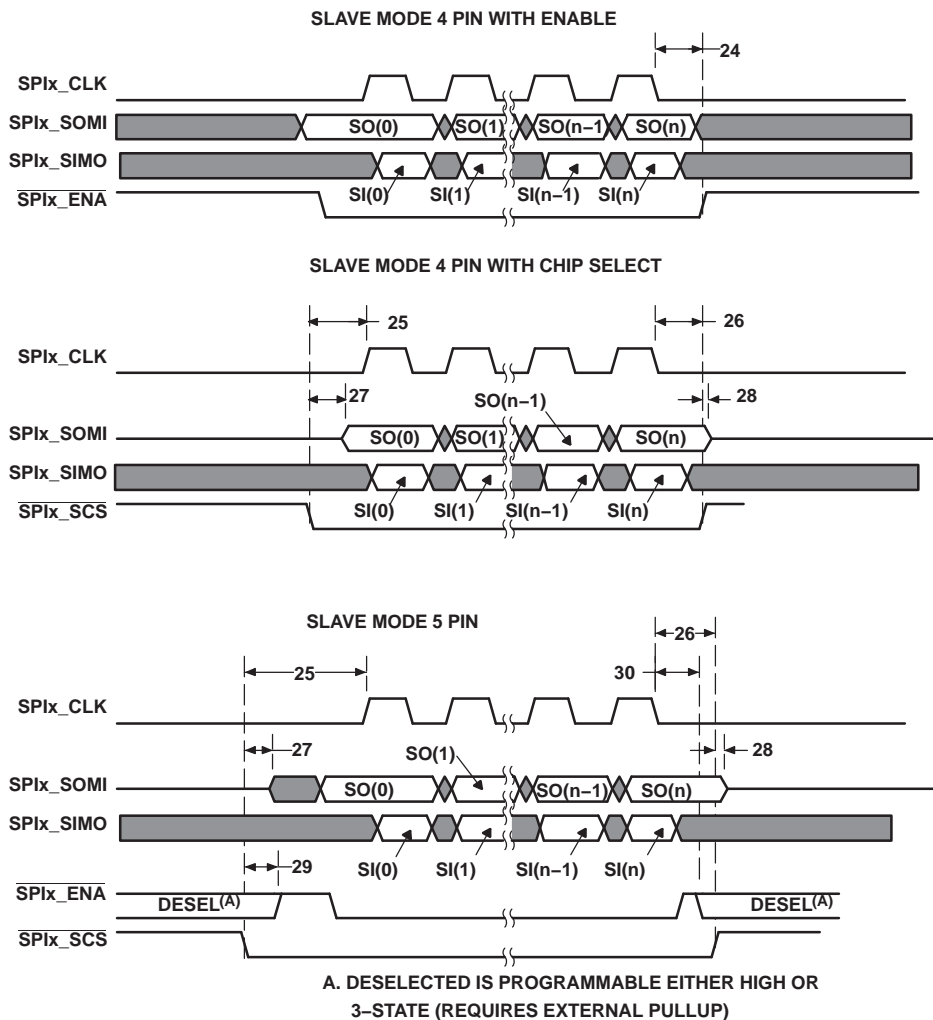 SLAVE MODE 4 PIN WITH ENABLE
24
SPIx_CLK
SPIx_SOMI
SO(0) SO(1) SO(n−1 SO(n)
SPIx_SIMO
SPIx_ENA
SI(0) SI(1) SI(n−1) SI(n)
SLAVE MODE 4 PIN WITH CHIP SELECT
25 26
SPIx_CLK
27 SO(n−1) 28
SPIx_SOMI
SO(0) SO(1) SO(n)
SPIx_SIMO
SPIx_SCS
SI(0) SI(1) SI(n−1) SI(n)
SLAVE MODE 5 PIN
26
25 30
SPIx_CLK
27 SO(1) 28
SPIx_SOMI
SO(0) SO(n−1) SO(n)
SPIx_SIMO
29 SI(0) SI(1) SI(n−1) SI(n)
SPIx_ENA
DESEL(A) DESEL(A)
SPIx_SCS
A. DESELECTED IS PROGRAMMABLE EITHER HIGH OR
3−STATE (REQUIRES EXTERNAL PULLUP)